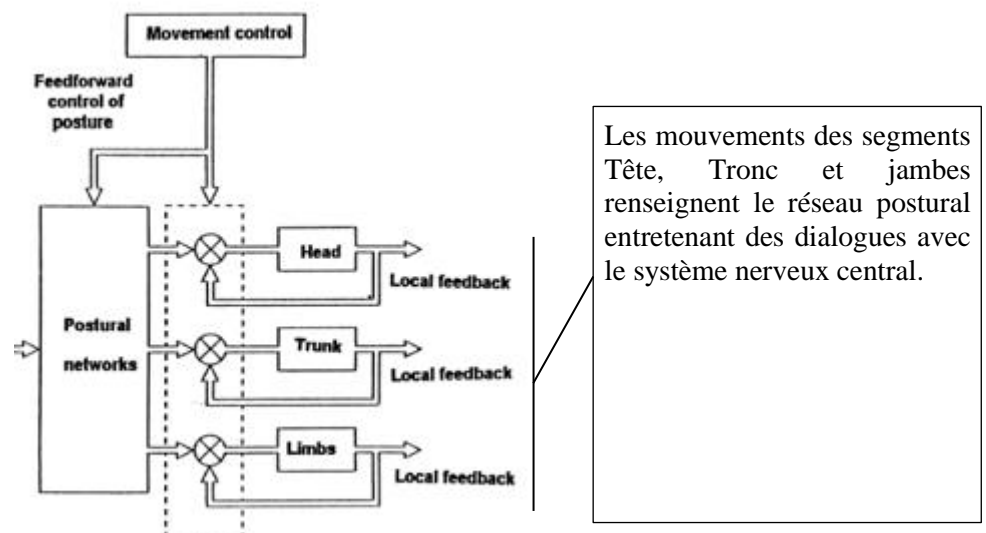 Movement control
Feedforward
control of
posture
Head
Local feedback
Postural
networks
Trunk
Local feedback
Limbs
Local feedback
Les mouvements des segments
Tête, Tronc et jambes
renseignent le réseau postural
entretenant des dialogues avec
le système nerveux central.